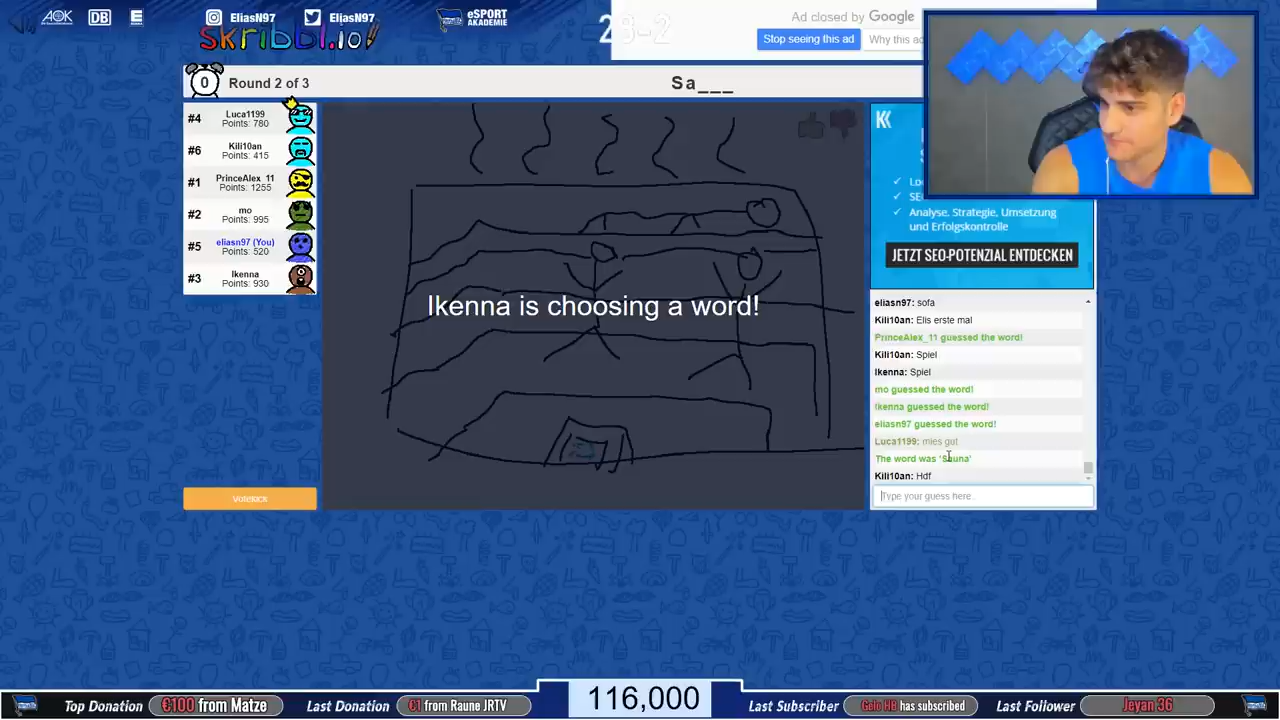 AOK
DB
E
EliasN97
EliasN97
eSPORT
AKADEMIE
skribbl.io
Ad closed by Google
Stop seeing this ad
Why this ad
0
Round 2 of 3
Sa___
#4
Luca1199
Points: 780
#6
Kili10an
Points: 415
#1
PrinceAlex_11
Points: 1255
#2
mo
Points: 995
#5
eliasn97 (You)
Points: 520
#3
Ikenna
Points: 930
Votekick
Ikenna is choosing a word!
Analyse, Strategie, Umsetzung
und Erfolgskontrolle
JETZT SEO-POTENZIAL ENTDECKEN
eliasn97: sofa
Kili10an: Elis erste mal
PrinceAlex_11 guessed the word!
Kili10an: Spiel
Ikenna: Spiel
mo guessed the word!
Ikenna guessed the word!
eliasn97 guessed the word!
Luca1199: mies gut
The word was 'Sauna'
Kili10an: Hdf
Type your guess here
Top Donation
€100 from Matze
Last Donation
€1 from Raune JRTV
116,000
Last Subscriber
has subscribed
Last Follower
Jeyan 36